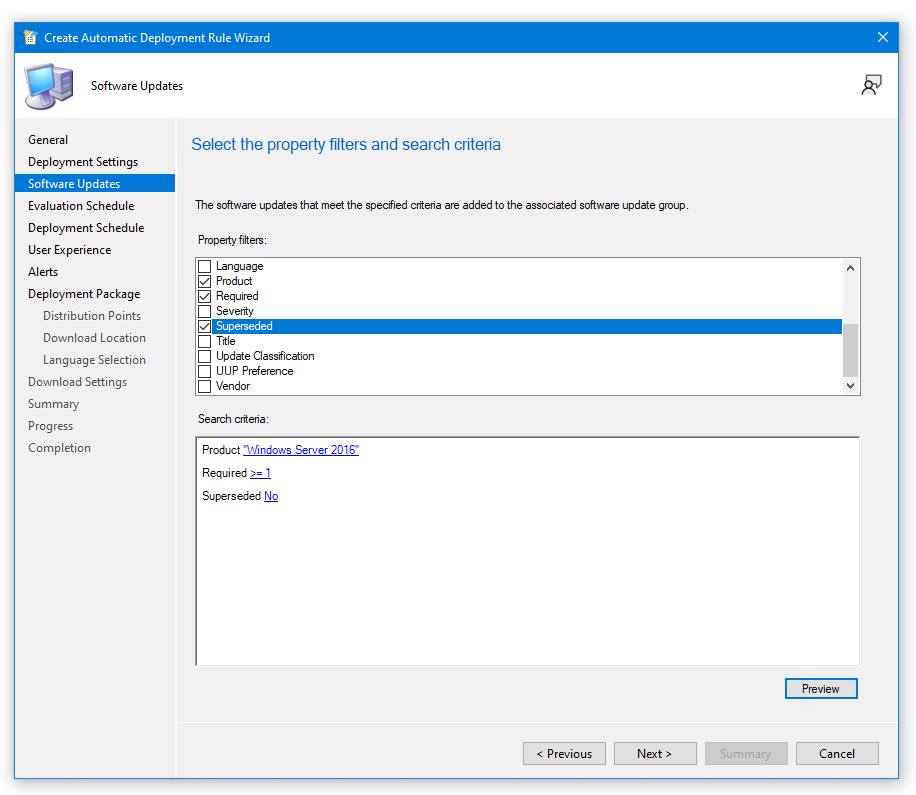 Create Automatic Deployment Rule Wizard
Software Updates
General
Deployment Settings
Software Updates
Evaluation Schedule
Deployment Schedule
User Experience
Alerts
Deployment Package
Distribution Points
Download Location
Language Selection
Download Settings
Summary
Progress
Completion
Select the property filters and search criteria
The software updates that meet the specified criteria are added to the associated software update group.
Property filters:
Language
Product
Required
Severity
Superseded
Title
Update Classification
UUP Preference
Vendor
Search criteria:
Product "Windows Server 2016"
Required >= 1
Superseded No
Preview
< Previous Next > Summary Cancel